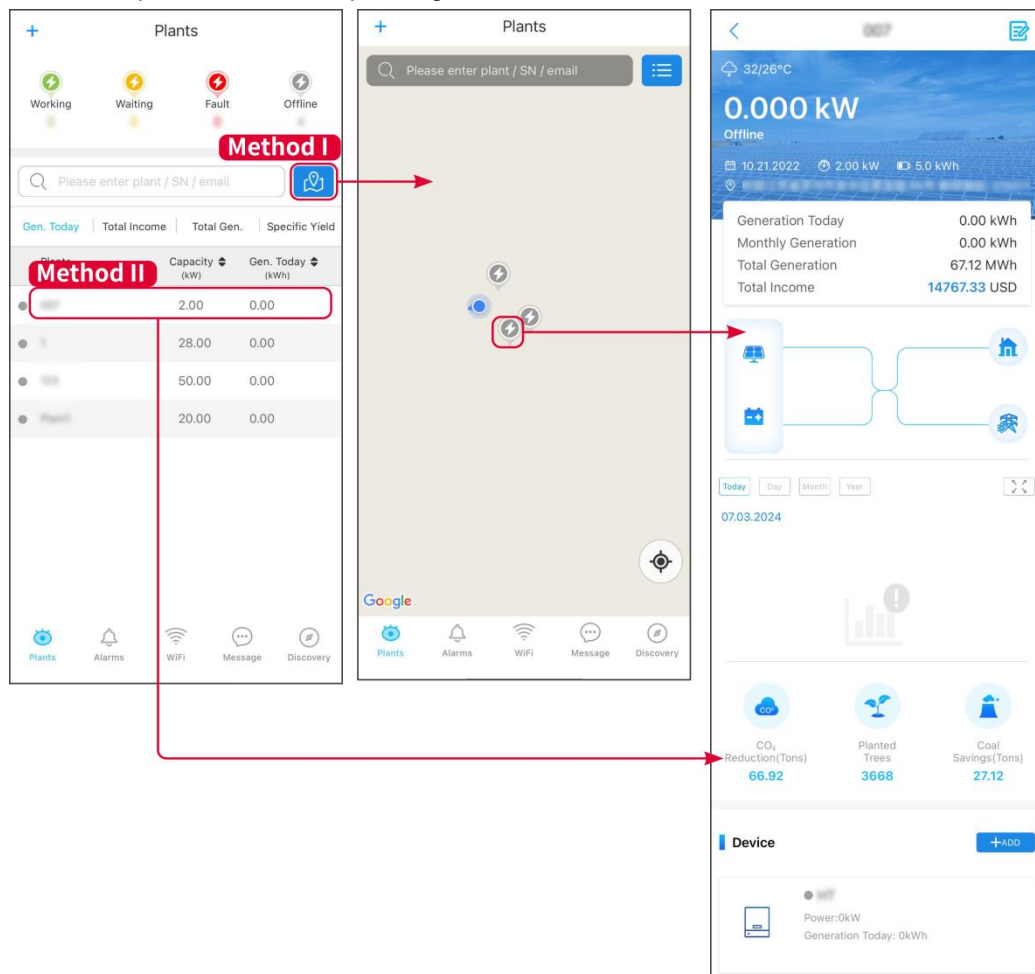 + Plants
Working Waiting Fault Offline
Method I
Please enter plant / SN / email
Gen. Today Total Income Total Gen. Specific Yield
Capacity (kW) Gen. Today (kWh)
Method II
2.00 0.00
28.00 0.00
50.00 0.00
20.00 0.00
Plants Alarms WiFi Message Discovery
+ Plants
Please enter plant / SN / email
Google
Plants Alarms WiFi Message Discovery
007
32/26°C
0.000 kW
Offline
10.21.2022 2.00 kW 5.0 kWh
Generation Today 0.00 kWh
Monthly Generation 0.00 kWh
Total Generation 67.12 MWh
Total Income 14767.33 USD
Today Day Month Year
07.03.2024
CO₂
CO₂ Reduction(Tons) Planted Trees Coal Savings(Tons)
66.92 3668 27.12
Device +ADD
Power:0kW
Generation Today: 0kWh